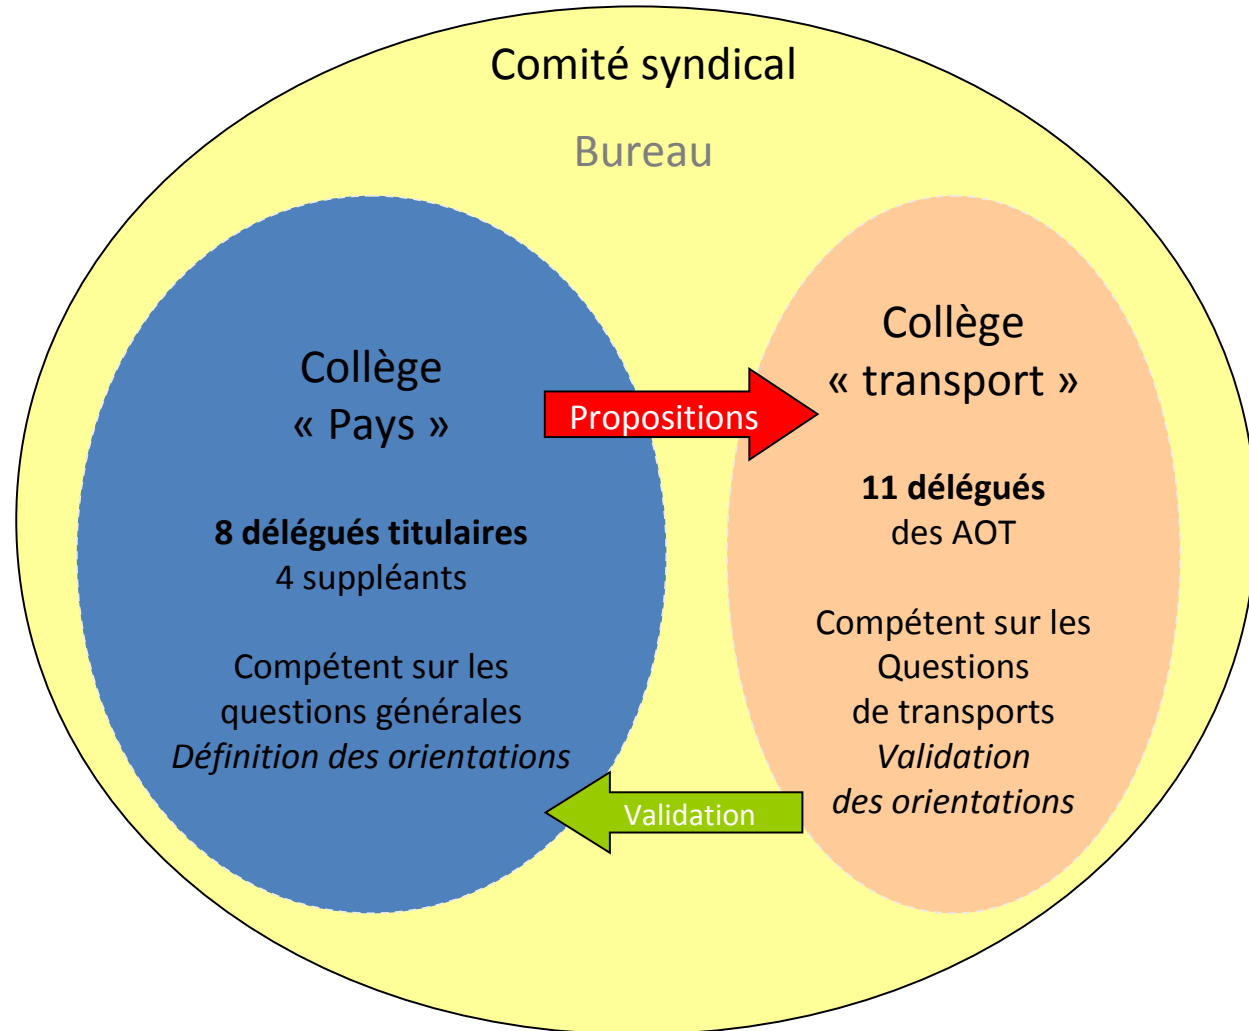 Comité syndical
Bureau
Collège
« Pays »
8 délégués titulaires
4 suppléants
Compétent sur les
questions générales
Définition des orientations
Propositions
Collège
« transport »
11 délégués
des AOT
Compétent sur les
Questions
de transports
Validation
des orientations
Validation